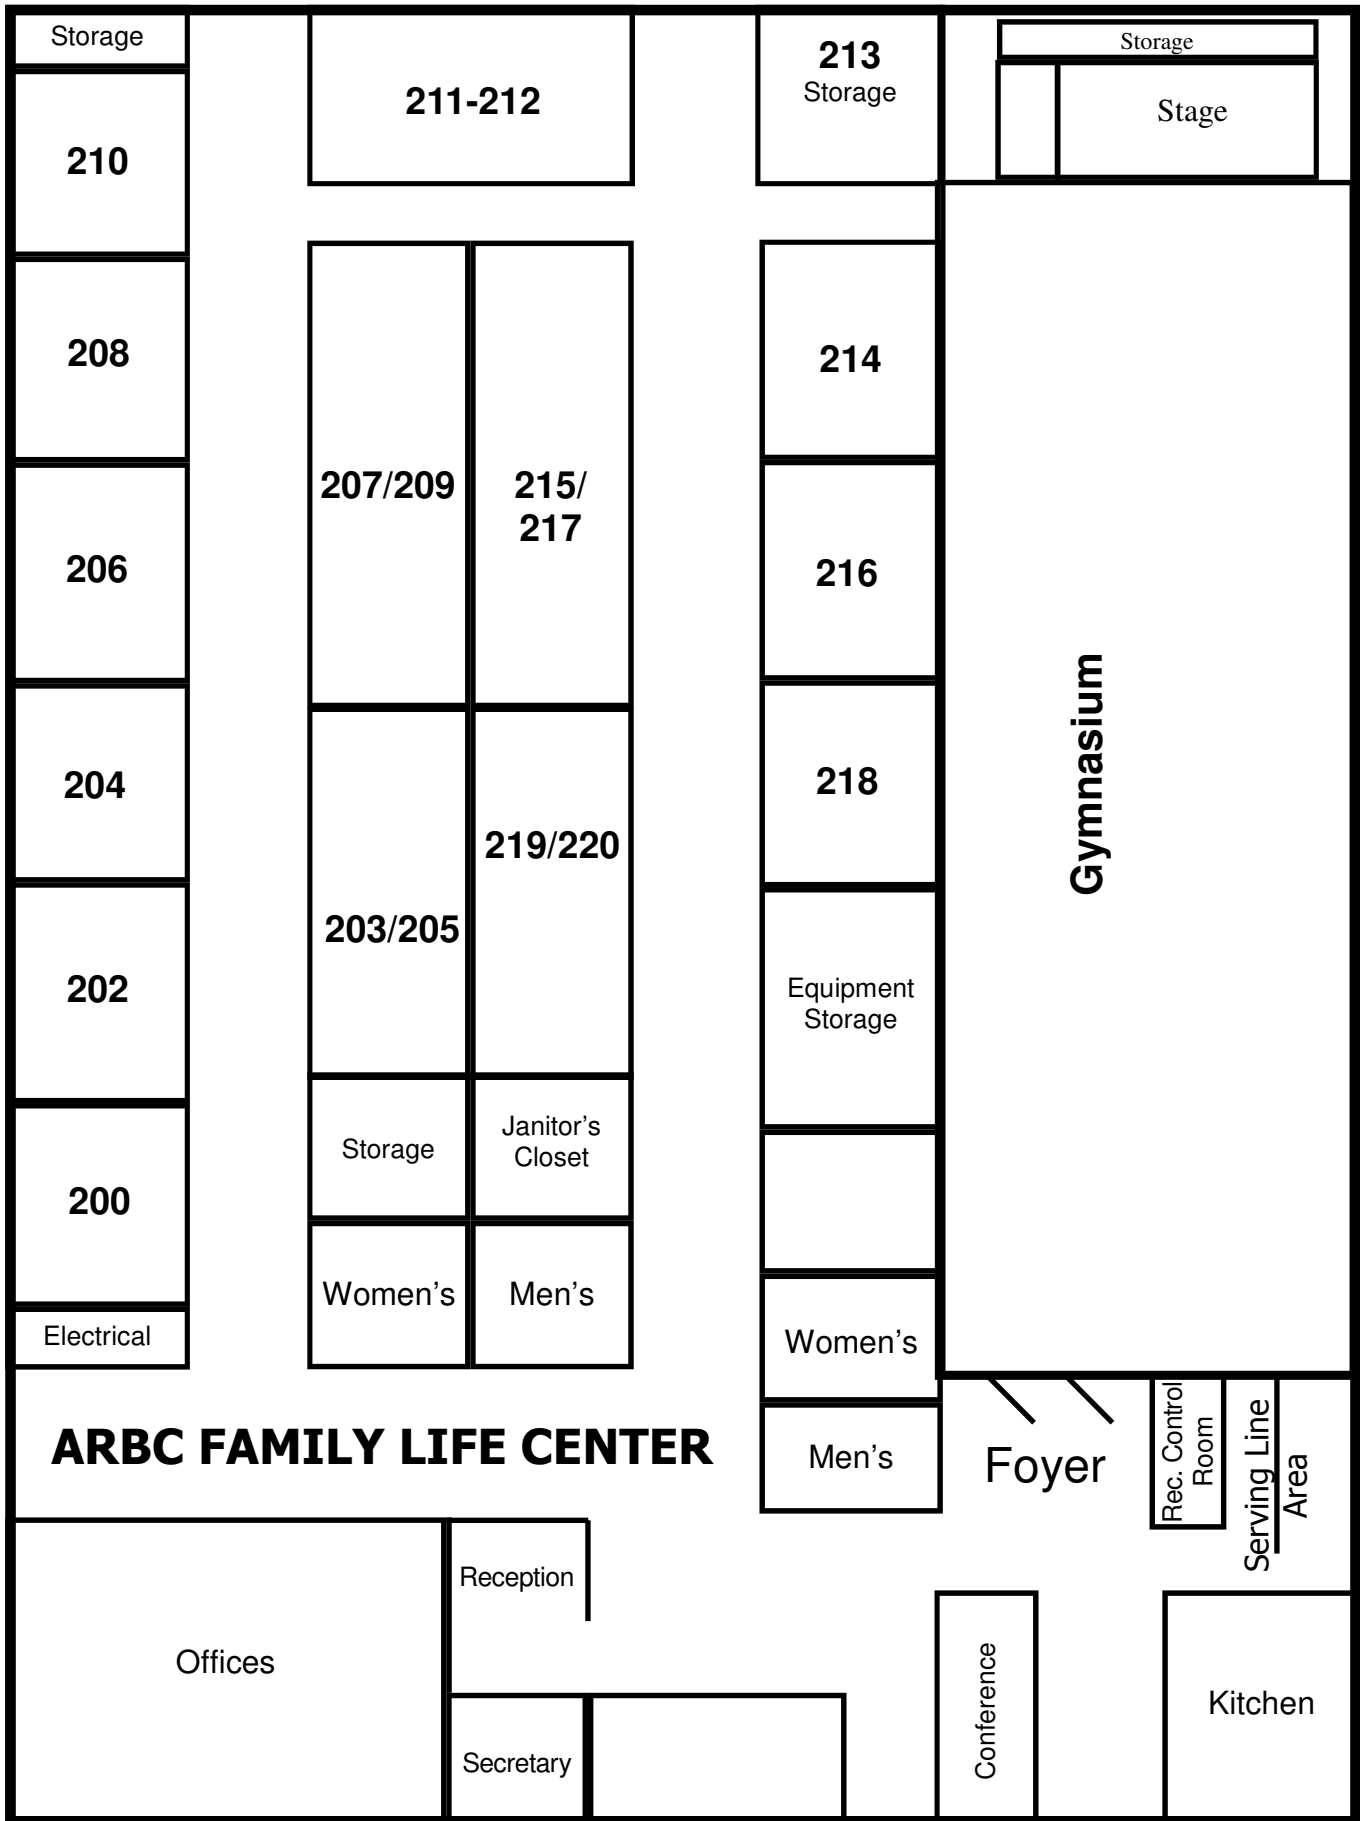 Storage
211-212
213
Storage
Storage
Stage
210
208
214
207/209
215/
217
206
216
204
218
219/220
203/205
202
Equipment
Storage
Gymnasium
Storage
Janitor's
Closet
200
Women's
Men's
Electrical
Women's
ARBC FAMILY LIFE CENTER
Men's
Foyer
Rec. Control
Room
Serving Line
Area
Reception
Offices
Secretary
Conference
Kitchen